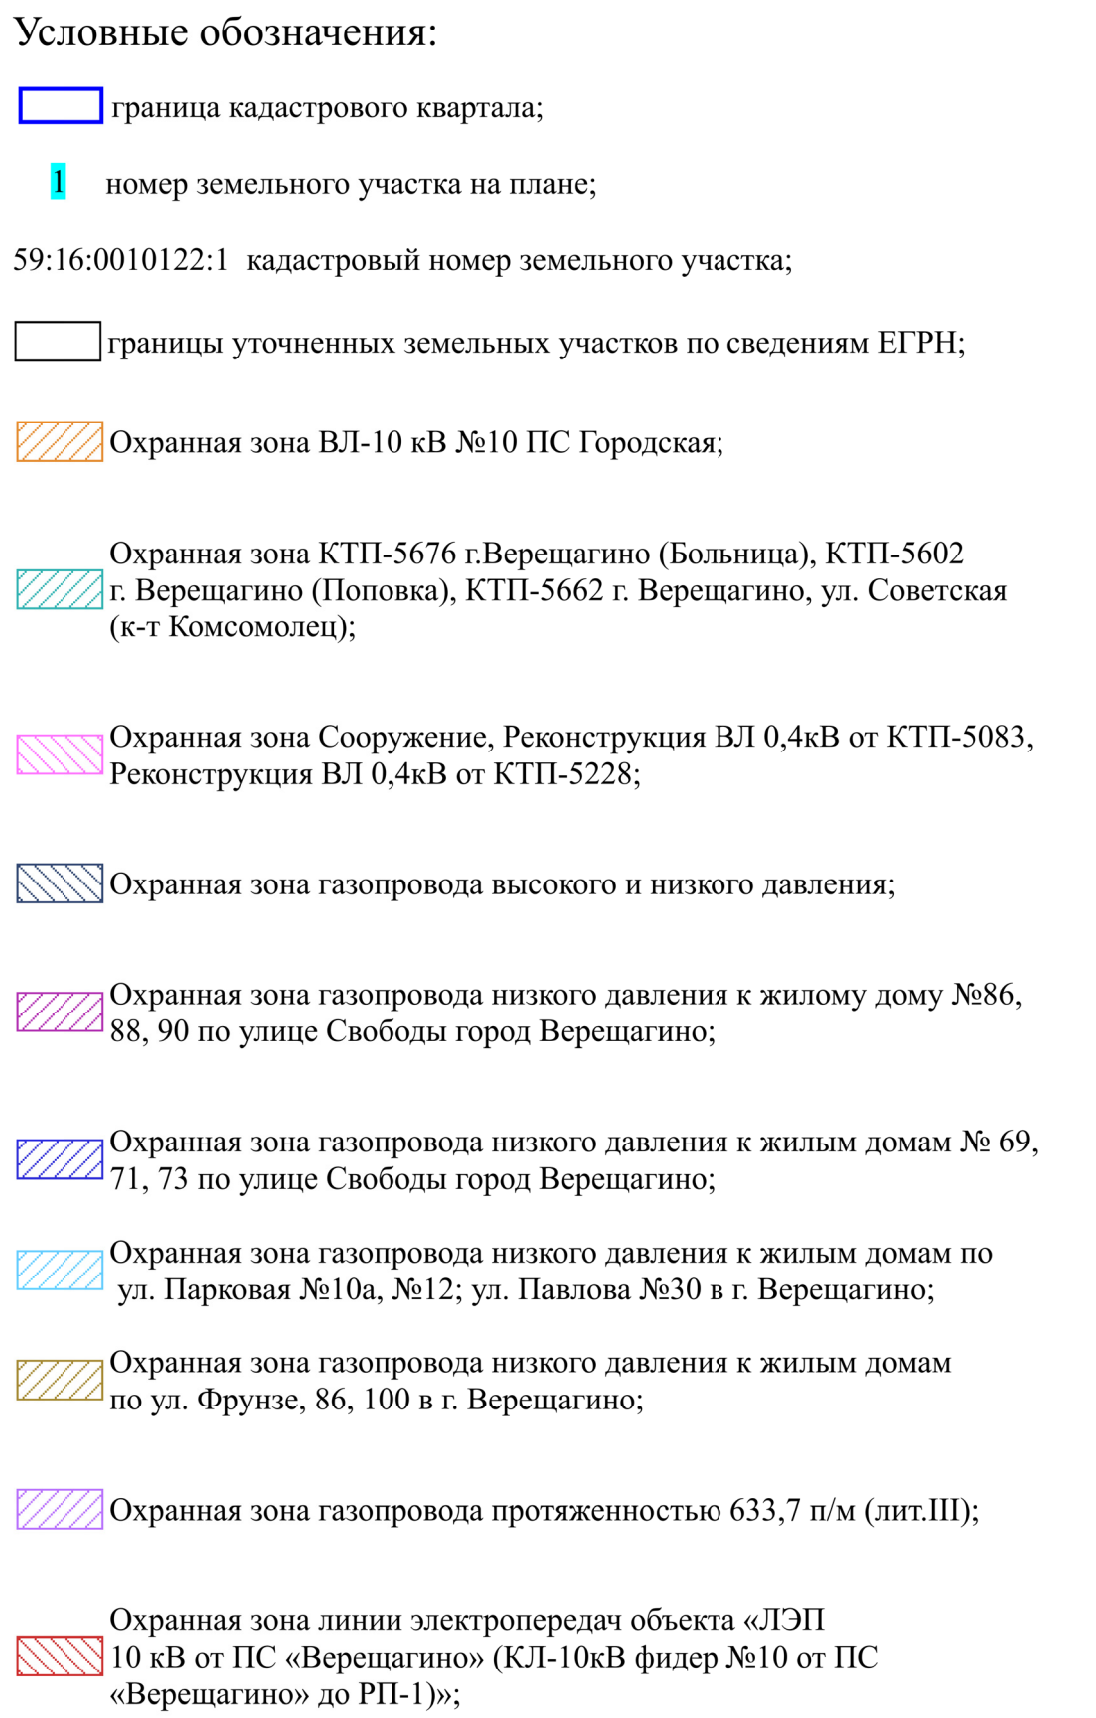 Условные обозначения:
граница кадастрового квартала;
1 номер земельного участка на плане;
59:16:0010122:1 кадастровый номер земельного участка;
границы уточненных земельных участков по сведениям ЕГРН;
Охранная зона ВЛ-10 кВ №10 ПС Городская;
Охранная зона КТП-5676 г.Верещагино (Больница), КТП-5602
г. Верещагино (Поповка), КТП-5662 г. Верещагино, ул. Советская
(к-т Комсомолец);
Охранная зона Сооружение, Реконструкция ВЛ 0,4кВ от КТП-5083,
Реконструкция ВЛ 0,4кВ от КТП-5228;
Охранная зона газопровода высокого и низкого давления;
Охранная зона газопровода низкого давления к жилому дому №86,
88, 90 по улице Свободы город Верещагино;
Охранная зона газопровода низкого давления к жилым домам № 69,
71, 73 по улице Свободы город Верещагино;
Охранная зона газопровода низкого давления к жилым домам по
ул. Парковая №10а, №12; ул. Павлова №30 в г. Верещагино;
Охранная зона газопровода низкого давления к жилым домам
по ул. Фрунзе, 86, 100 в г. Верещагино;
Охранная зона газопровода протяженностью 633,7 п/м (лит.III);
Охранная зона линии электропередач объекта «ЛЭП
10 кВ от ПС «Верещагино» (КЛ-10кВ фидер №10 от ПС
«Верещагино» до РП-1)»;